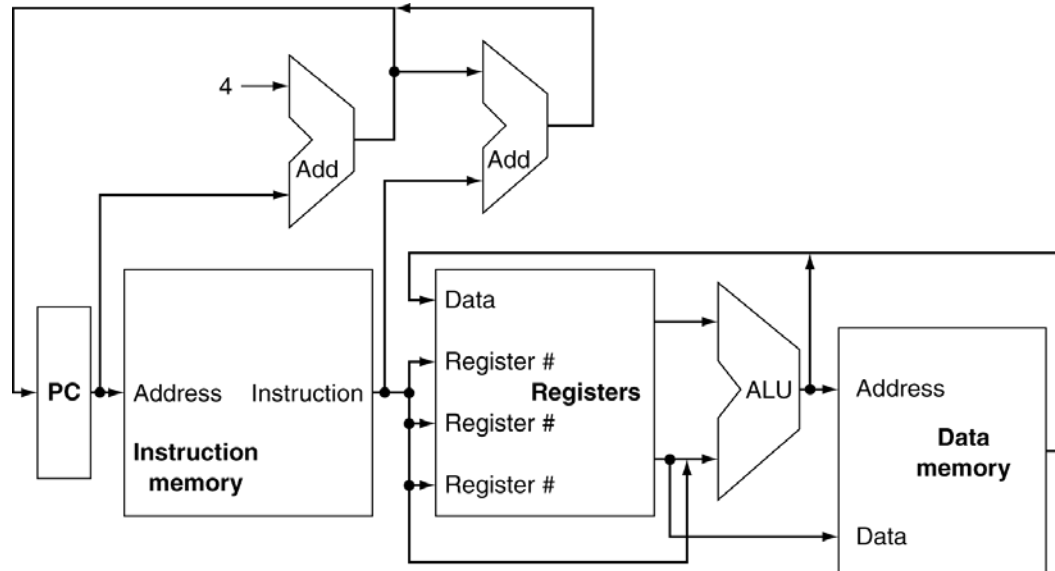 4
Add
Add
Data
Register #
PC
Address
Instruction
Registers
ALU
Address
Register #
Instruction
memory
Data
memory
Register #
Data